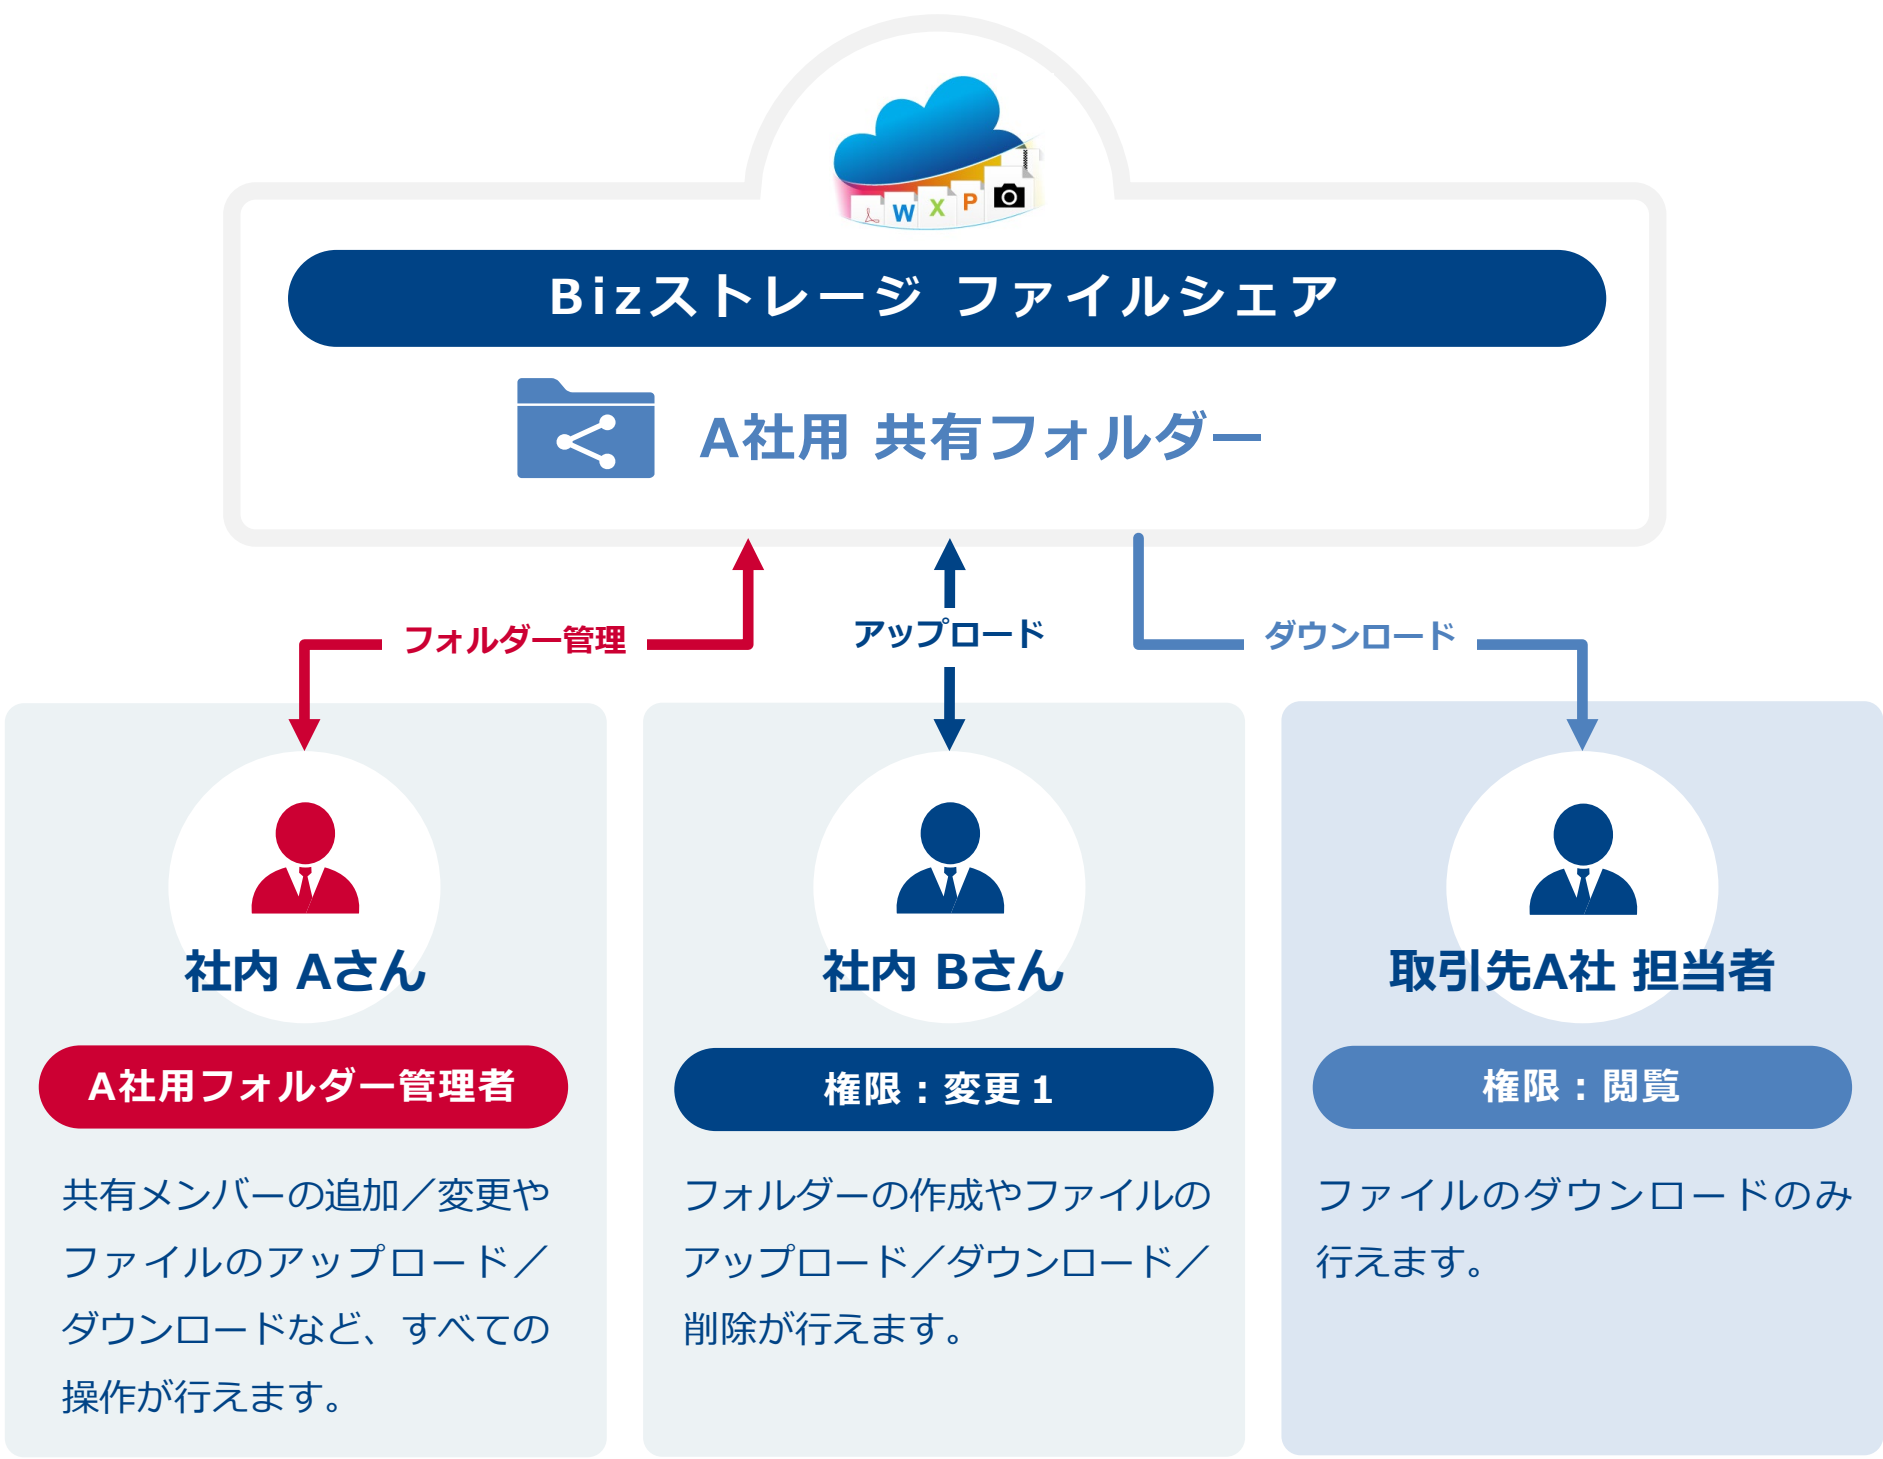 W X P
Bizストレージ ファイルシェア
A社用 共有フォルダー
フォルダー管理
アップロード
ダウンロード
社内 Aさん
A社用フォルダー管理者
共有メンバーの追加／変更や
ファイルのアップロード／
ダウンロードなど、すべての
操作が行えます。
社内 Bさん
権限：変更１
フォルダーの作成やファイルの
アップロード／ダウンロード／
削除が行えます。
取引先A社 担当者
権限：閲覧
ファイルのダウンロードのみ
行えます。